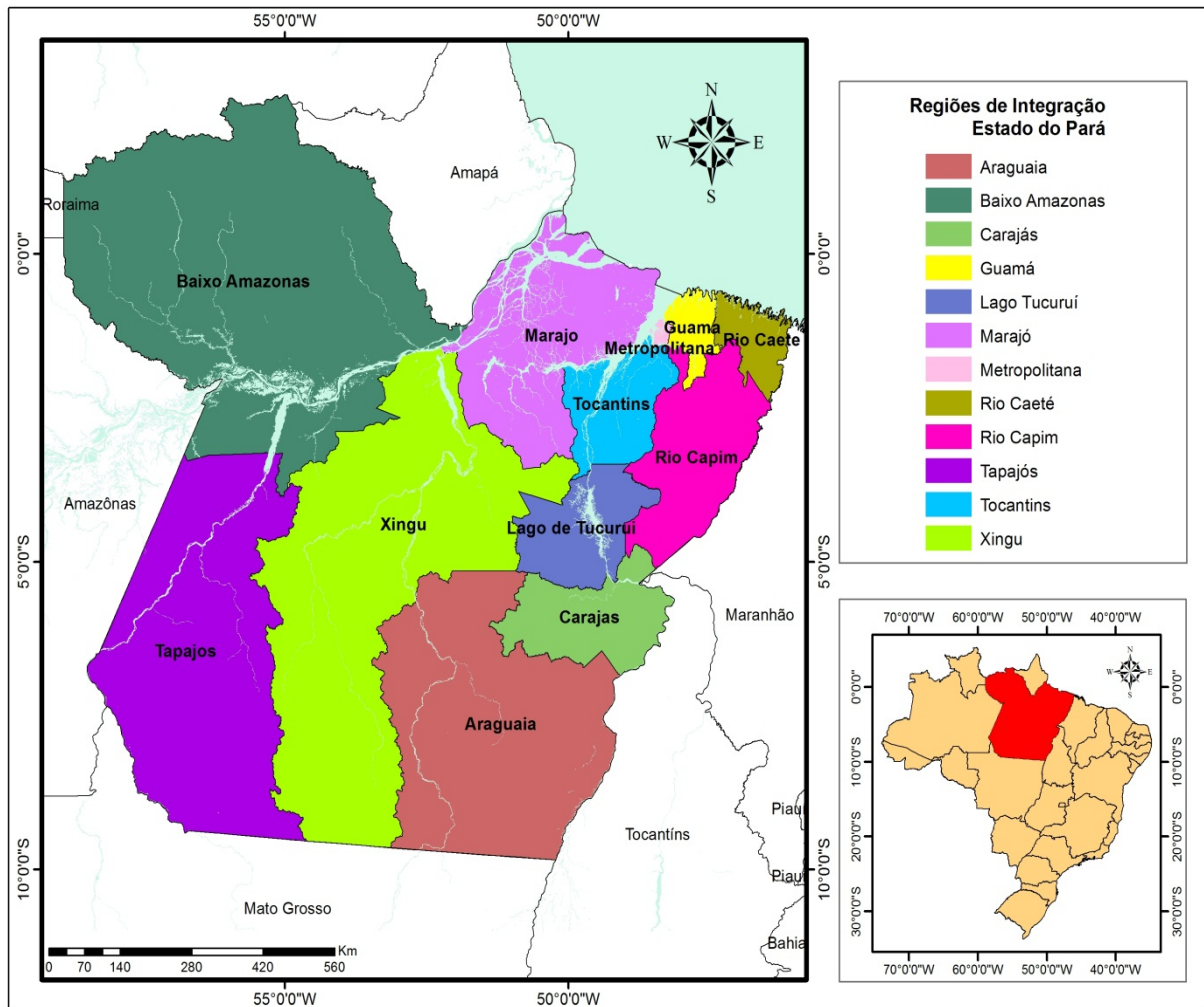 55°0'0"W
50°0'0"W
N
W
E
S
Amapá
Roraima
0°0'0"
0°0'0"
Baixo Amazonas
Marajo
Guama
Metropolitana
Rio Caete
Tocantins
Rio Capim
Amazônas
Xingu
Lago de Tucurui
5°0'0"S
5°0'0"S
Maranhão
Carajas
Tapajos
Araguaia
Tocantíns
Piauí
Piauí
10°0'0"S
10°0'0"S
Mato Grosso
Bahia
Km
0 70 140 280 420 560
55°0'0"W
50°0'0"W
Regiões de Integração
Estado do Pará
Araguaia
Baixo Amazonas
Carajás
Guamá
Lago Tucuruí
Marajó
Metropolitana
Rio Caeté
Rio Capim
Tapajós
Tocantins
Xingu
70°0'0"W 60°0'0"W 50°0'0"W 40°0'0"W
N
W
E
S
0°0'0"
0°0'0"
10°0'0"S
10°0'0"S
20°0'0"S
20°0'0"S
30°0'0"S
30°0'0"S
70°0'0"W 60°0'0"W 50°0'0"W 40°0'0"W